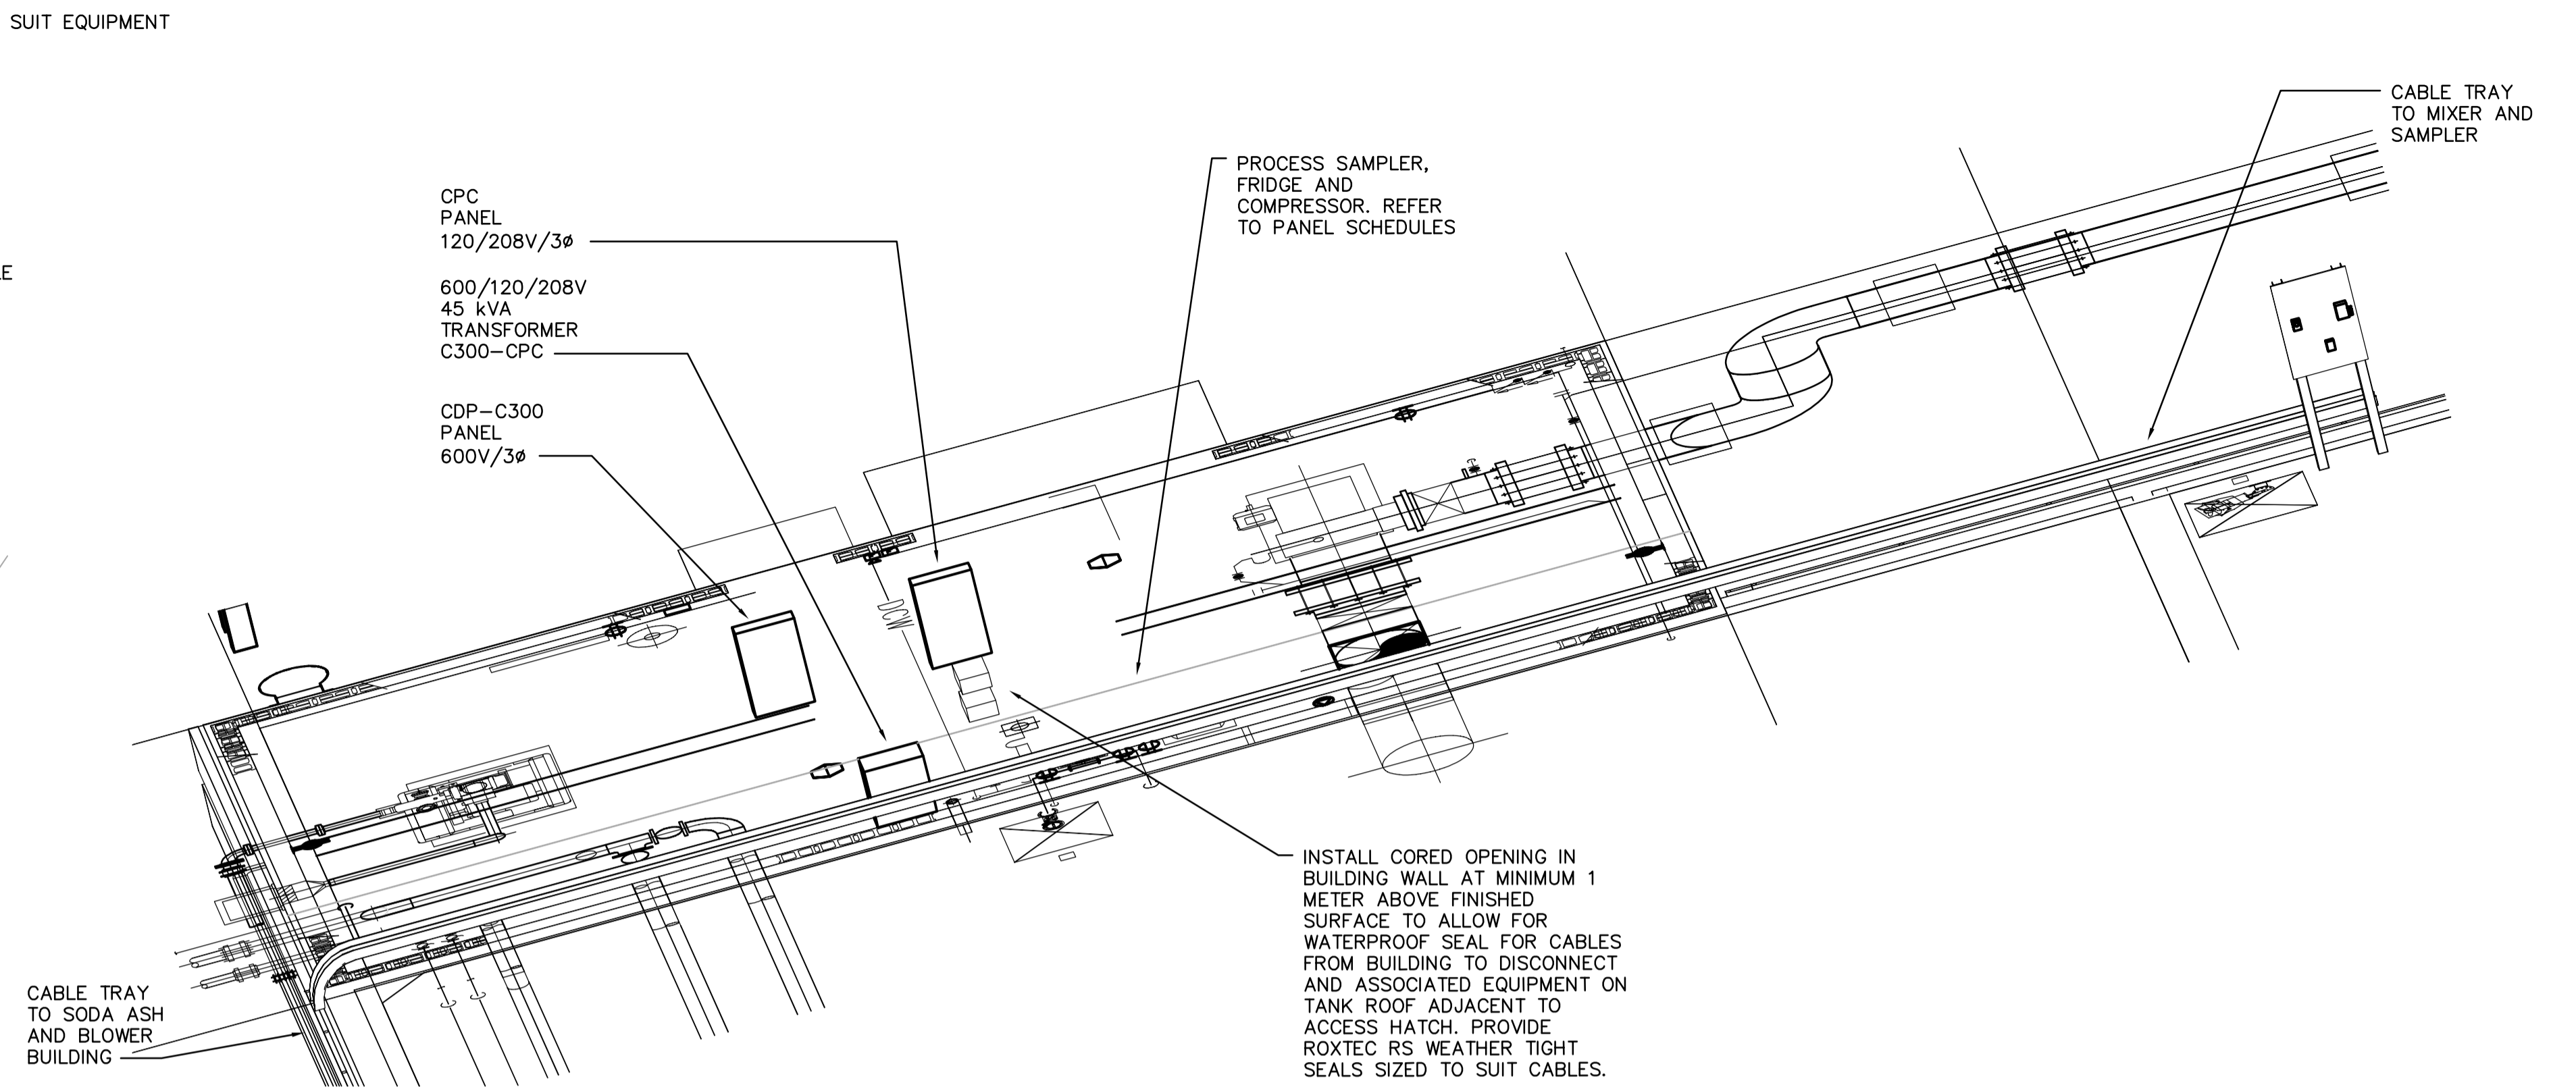 SUIT EQUIPMENT
LE
CPC
PANEL
120/208V/3ø
600/120/208V
45 kVA
TRANSFORMER
C300-CPC
CDP-C300
PANEL
600V/3ø
PROCESS SAMPLER,
FRIDGE AND
COMPRESSOR. REFER
TO PANEL SCHEDULES
CABLE TRAY
TO MIXER AND
SAMPLER
DCW
INSTALL CORED OPENING IN
BUILDING WALL AT MINIMUM 1
METER ABOVE FINISHED
SURFACE TO ALLOW FOR
WATERPROOF SEAL FOR CABLES
FROM BUILDING TO DISCONNECT
AND ASSOCIATED EQUIPMENT ON
TANK ROOF ADJACENT TO
ACCESS HATCH. PROVIDE
ROXTEC RS WEATHER TIGHT
SEALS SIZED TO SUIT CABLES.
CABLE TRAY
TO SODA ASH
AND BLOWER
BUILDING